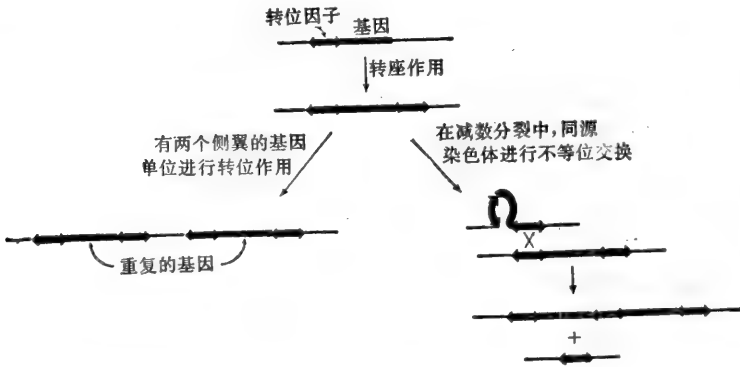 转位因子
基因
转座作用
有两个侧翼的基因
单位进行转位作用
在减数分裂中，同源
染色体进行不等位交换
X
重复的基因
+